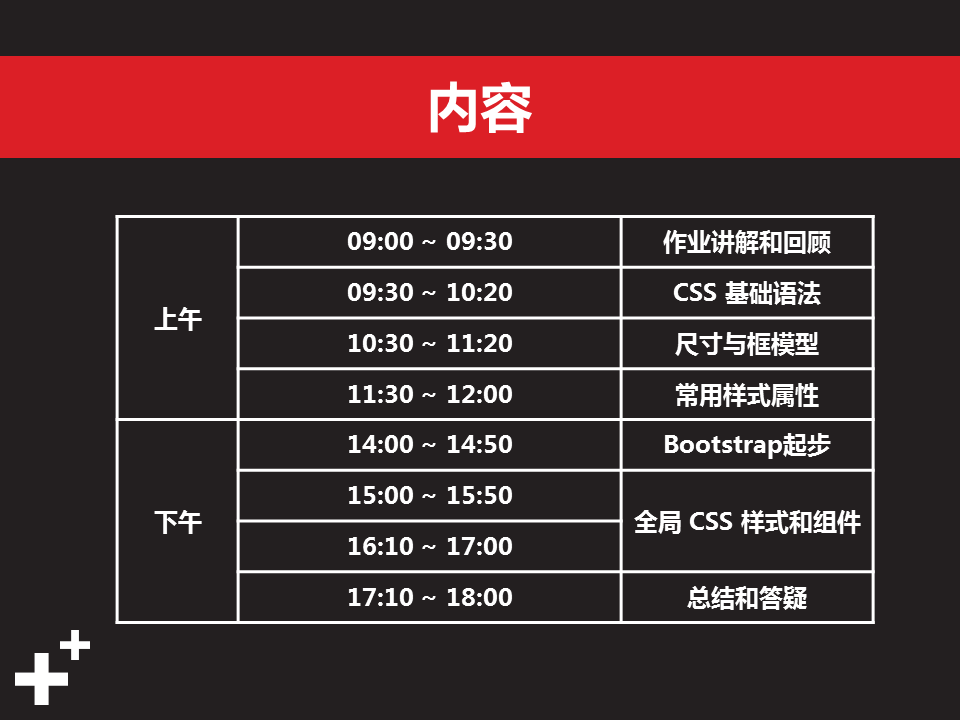 内容
上午
09:00 ~ 09:30 作业讲解和回顾
09:30 ~ 10:20 CSS 基础语法
10:30 ~ 11:20 尺寸与框模型
11:30 ~ 12:00 常用样式属性
下午
14:00 ~ 14:50 Bootstrap起步
15:00 ~ 15:50 全局 CSS 样式和组件
16:10 ~ 17:00
17:10 ~ 18:00 总结和答疑